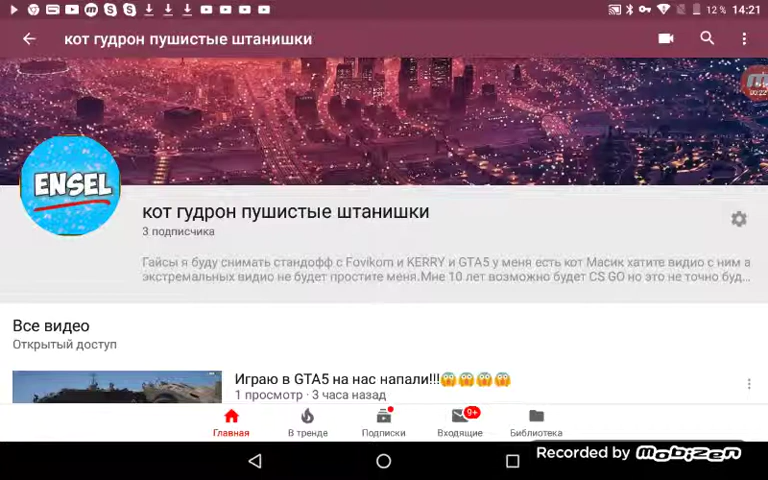 12 % 14:21
кот гудрон пушистые штанишки
00:22
ENSEL
кот гудрон пушистые штанишки
3 подписчика
Гайсы я буду снимать стандофф с Fovikom и KERRY и GTA5 у меня есть кот Масик хатите видио с ним а
экстремальных видио не будет простите меня.Мне 10 лет возможно будет CS GO но это не точно буд...
Все видео
Открытый доступ
Играю в GTA5 на нас напали!!!😱😱😱😱
1 просмотр · 3 часа назад
9+
Главная В тренде Подписки Входящие Библиотека
Recorded by mobizen